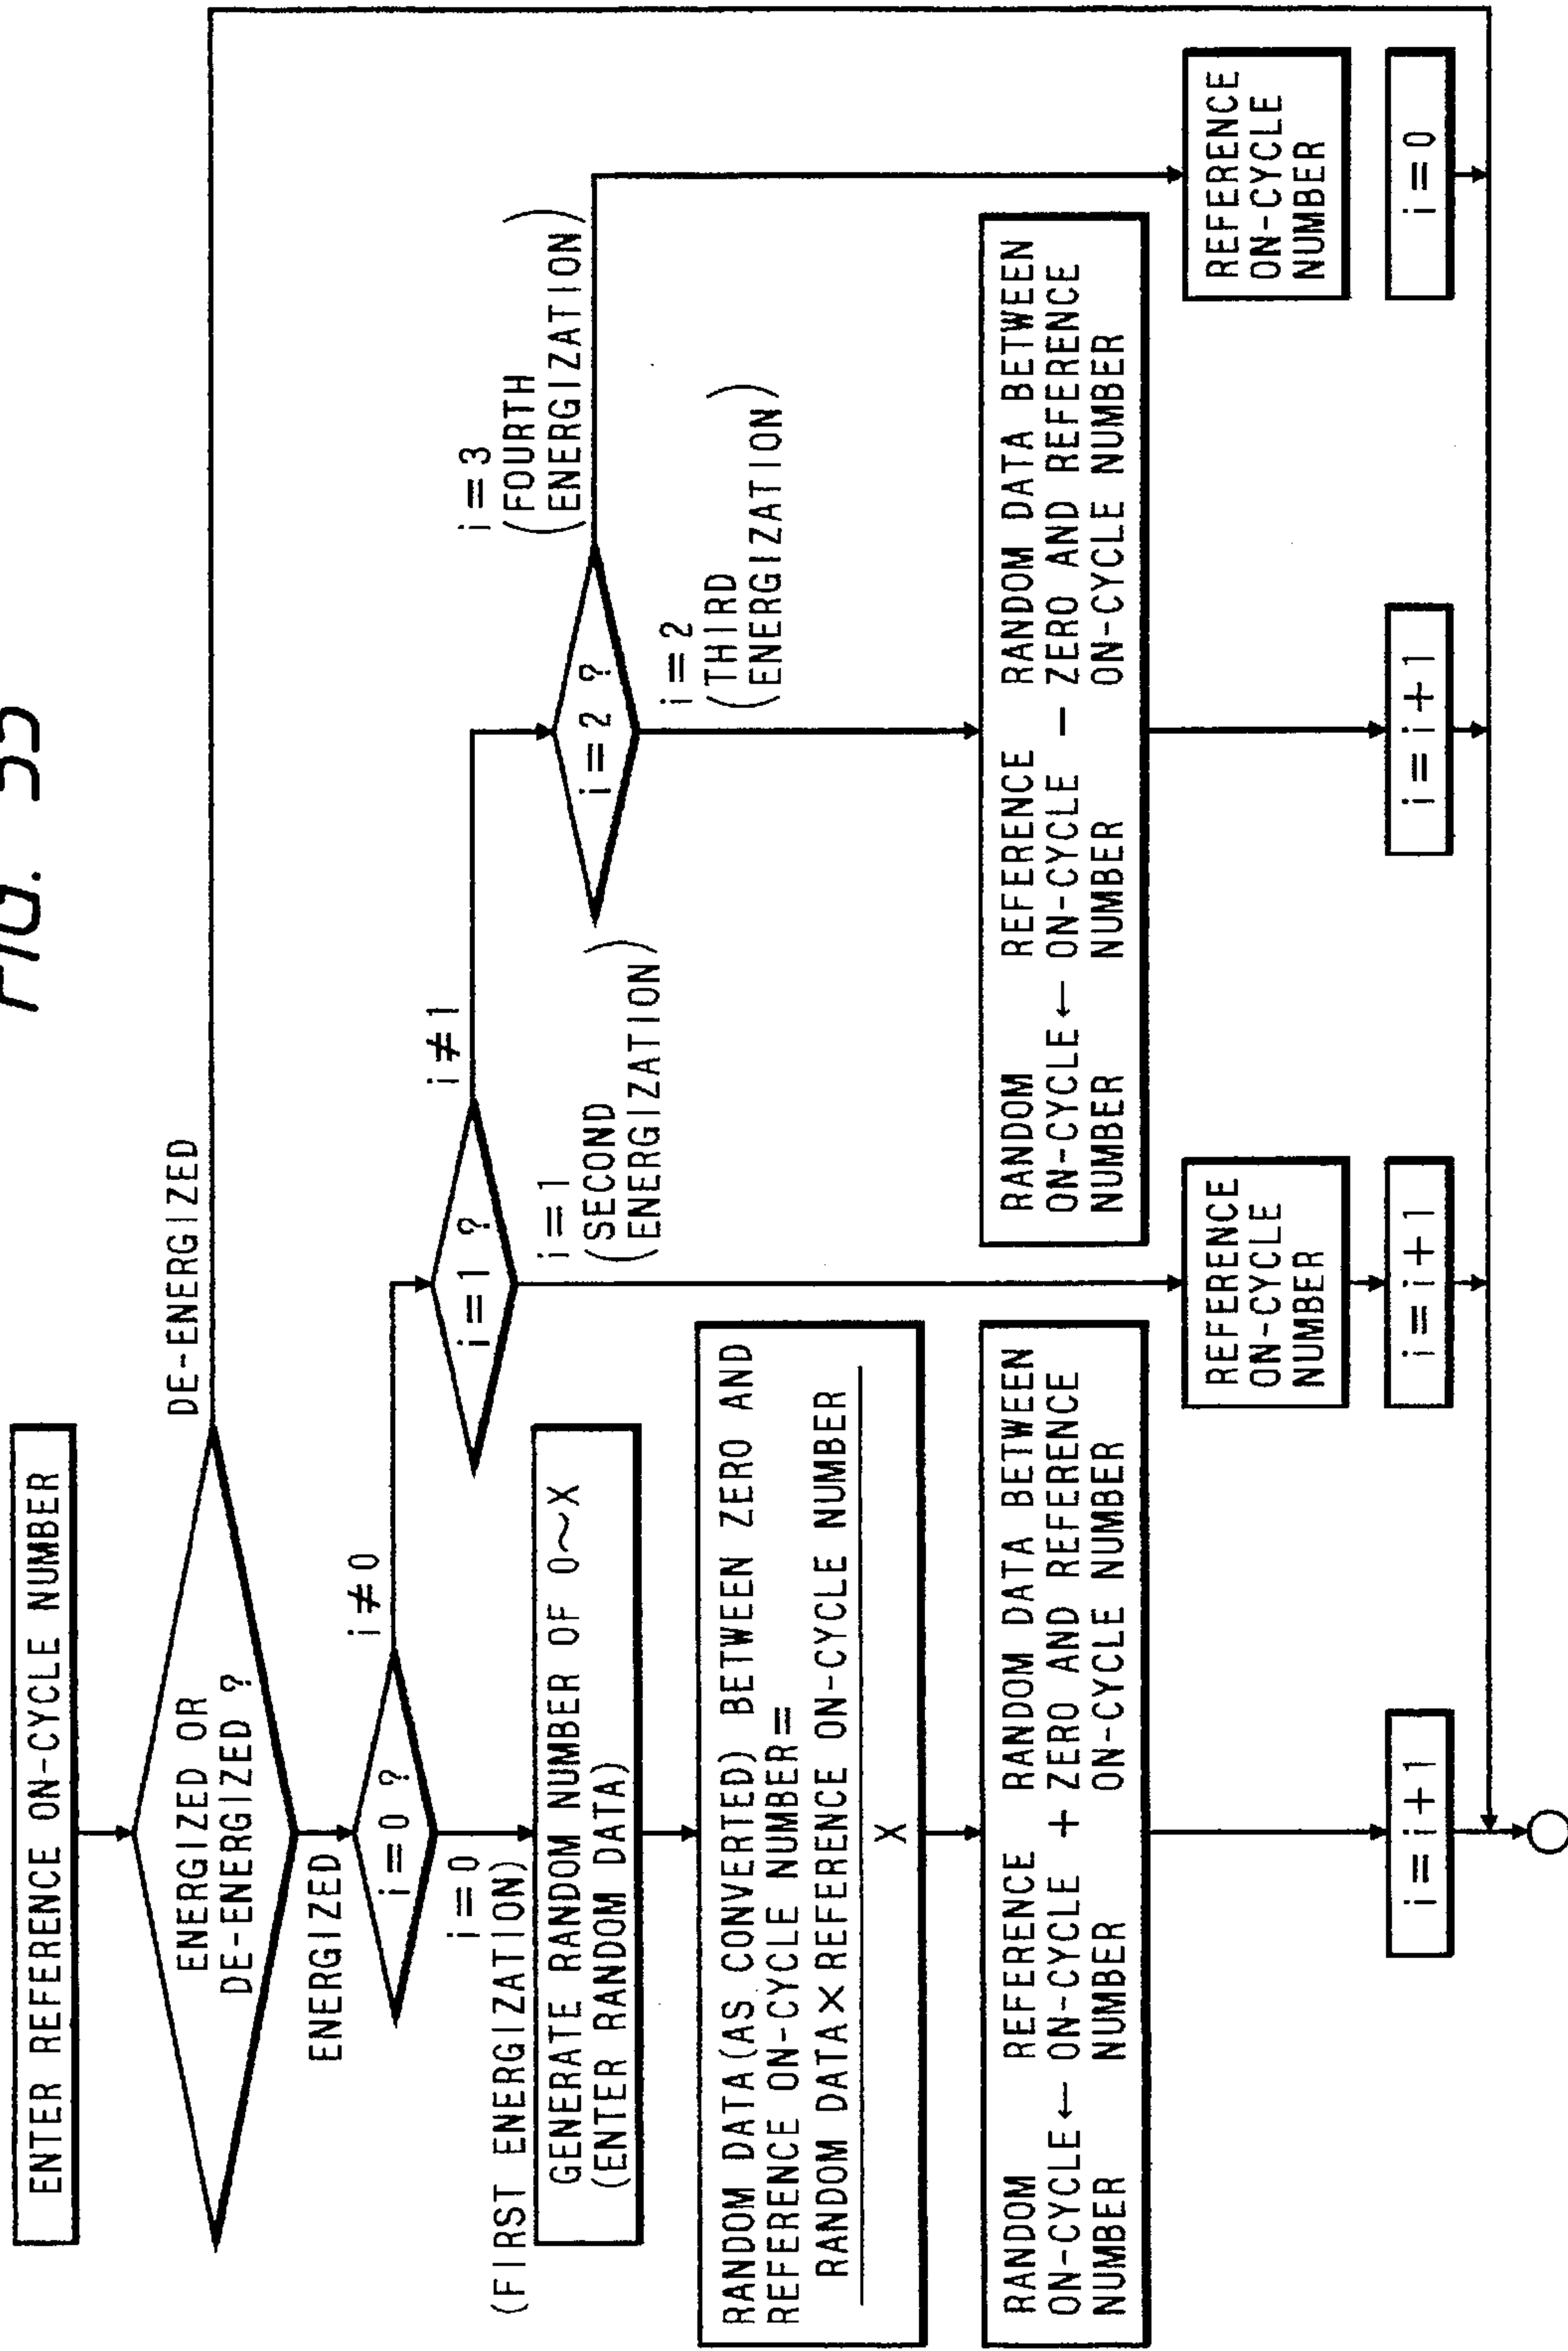 FIG. 35
ENTER REFERENCE ON-CYCLE NUMBER
ENERGIZED OR
DE-ENERGIZED ?
DE-ENERGIZED
ENERGIZED
i=0 ?
i≠0
i=0
(FIRST ENERGIZATION)
i=1 ?
i≠1
i=1
(SECOND
ENERGIZATION)
i=2 ?
i=3
(FOURTH
ENERGIZATION)
i=2
(THIRD
ENERGIZATION)
GENERATE RANDOM NUMBER OF 0~X
(ENTER RANDOM DATA)
RANDOM DATA(AS CONVERTED) BETWEEN ZERO AND
REFERENCE ON-CYCLE NUMBER=
RANDOM DATA×REFERENCE ON-CYCLE NUMBER
X
RANDOM REFERENCE RANDOM DATA BETWEEN
ON-CYCLE← ON-CYCLE + ZERO AND REFERENCE
NUMBER NUMBER ON-CYCLE NUMBER
i=i+1
REFERENCE
ON-CYCLE
NUMBER
i=i+1
RANDOM REFERENCE RANDOM DATA BETWEEN
ON-CYCLE← ON-CYCLE − ZERO AND REFERENCE
NUMBER NUMBER ON-CYCLE NUMBER
i=i+1
REFERENCE
ON-CYCLE
NUMBER
i=0